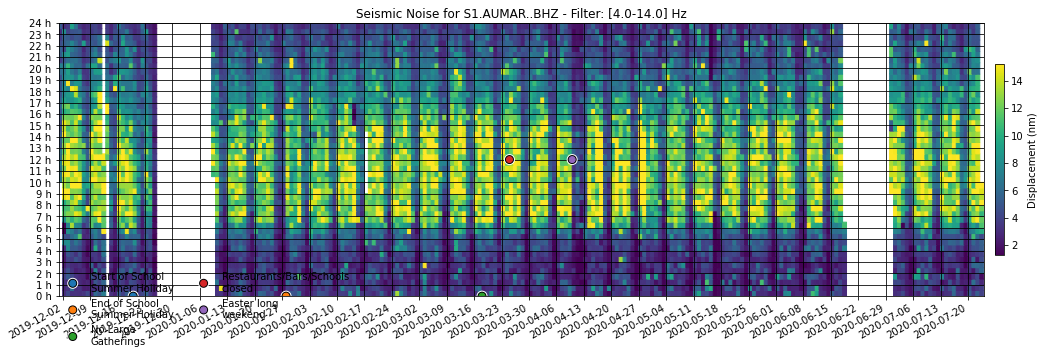 Seismic Noise for S1.AUMAR..BHZ - Filter: [4.0-14.0] Hz
24 h
23 h
22 h
21 h
20 h
19 h
18 h
17 h
16 h
15 h
14 h
13 h
12 h
11 h
10 h
9 h
8 h
7 h
6 h
5 h
4 h
3 h
2 h
1 h
0 h
14
12
10
8
6
4
2
Displacement (nm)
Start of School
Summer Holiday
End of School
Summer Holiday
No Large
Gatherings
Restaurants/Bars/Schools
closed
Easter long
weekend
2019-12-02
2019-12-09
2020-01-06
2020-01-13
2020-01-27
2020-02-03
2020-02-10
2020-02-17
2020-02-24
2020-03-02
2020-03-09
2020-03-16
2020-03-23
2020-03-30
2020-04-06
2020-04-13
2020-04-20
2020-04-27
2020-05-04
2020-05-11
2020-05-18
2020-05-25
2020-06-01
2020-06-08
2020-06-15
2020-06-22
2020-06-29
2020-07-06
2020-07-13
2020-07-20